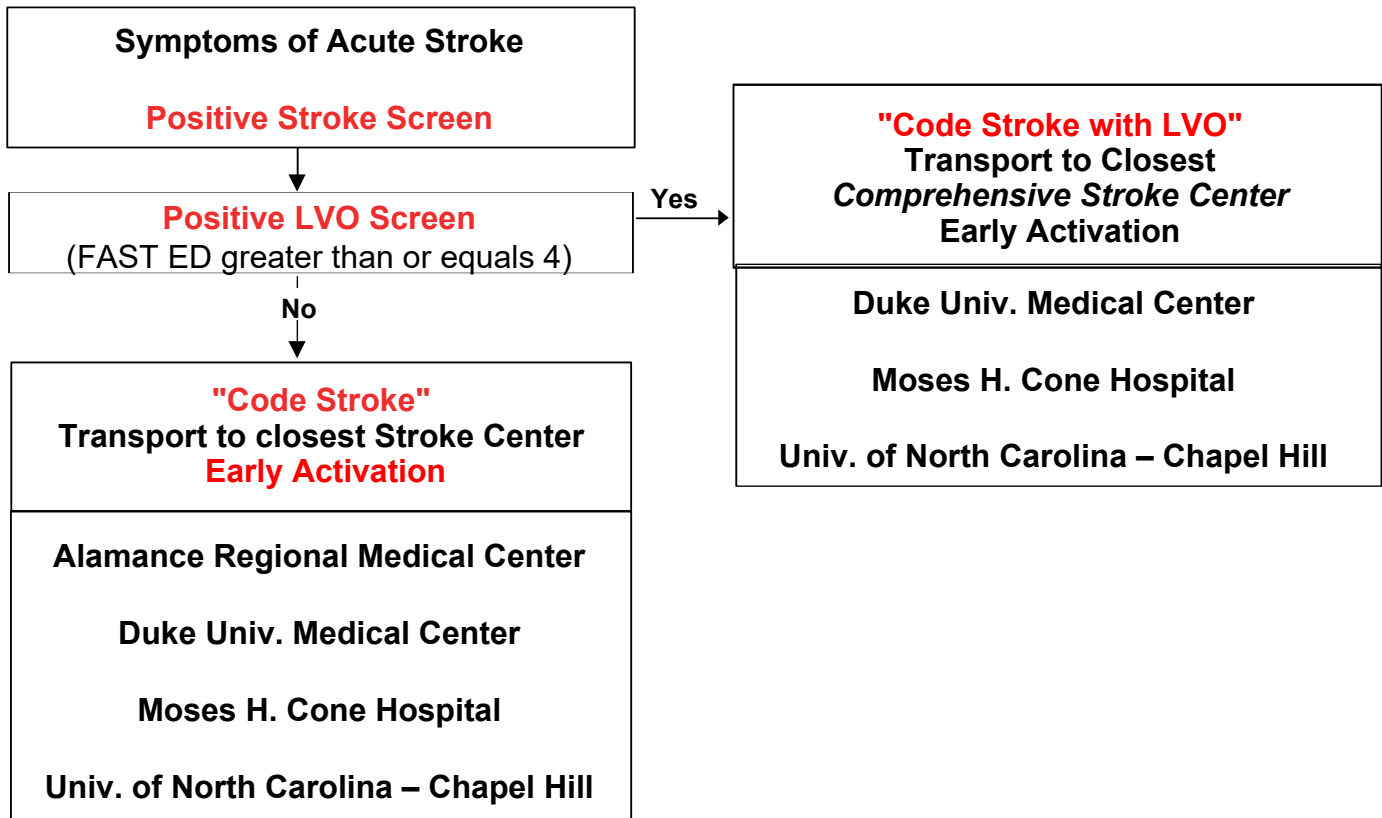 Symptoms of Acute Stroke
Positive Stroke Screen
Positive LVO Screen
(FAST ED greater than or equals 4)
Yes
"Code Stroke with LVO"
Transport to Closest
Comprehensive Stroke Center
Early Activation
Duke Univ. Medical Center
Moses H. Cone Hospital
Univ. of North Carolina – Chapel Hill
No
"Code Stroke"
Transport to closest Stroke Center
Early Activation
Alamance Regional Medical Center
Duke Univ. Medical Center
Moses H. Cone Hospital
Univ. of North Carolina – Chapel Hill